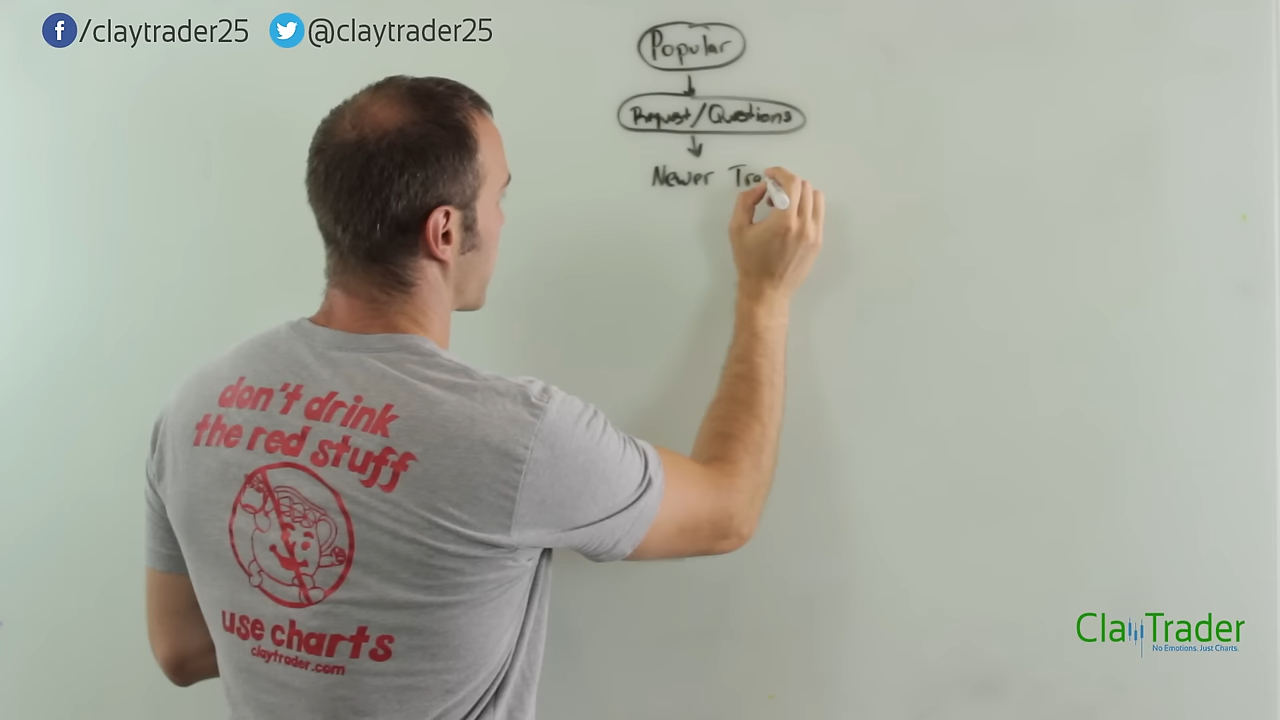 /claytrader25 @claytrader25
Popular
Request/Questions
Newer Tra
don't drink
the red stuff
use charts
claytrader.com
ClayTrader
No Emotions. Just Charts.